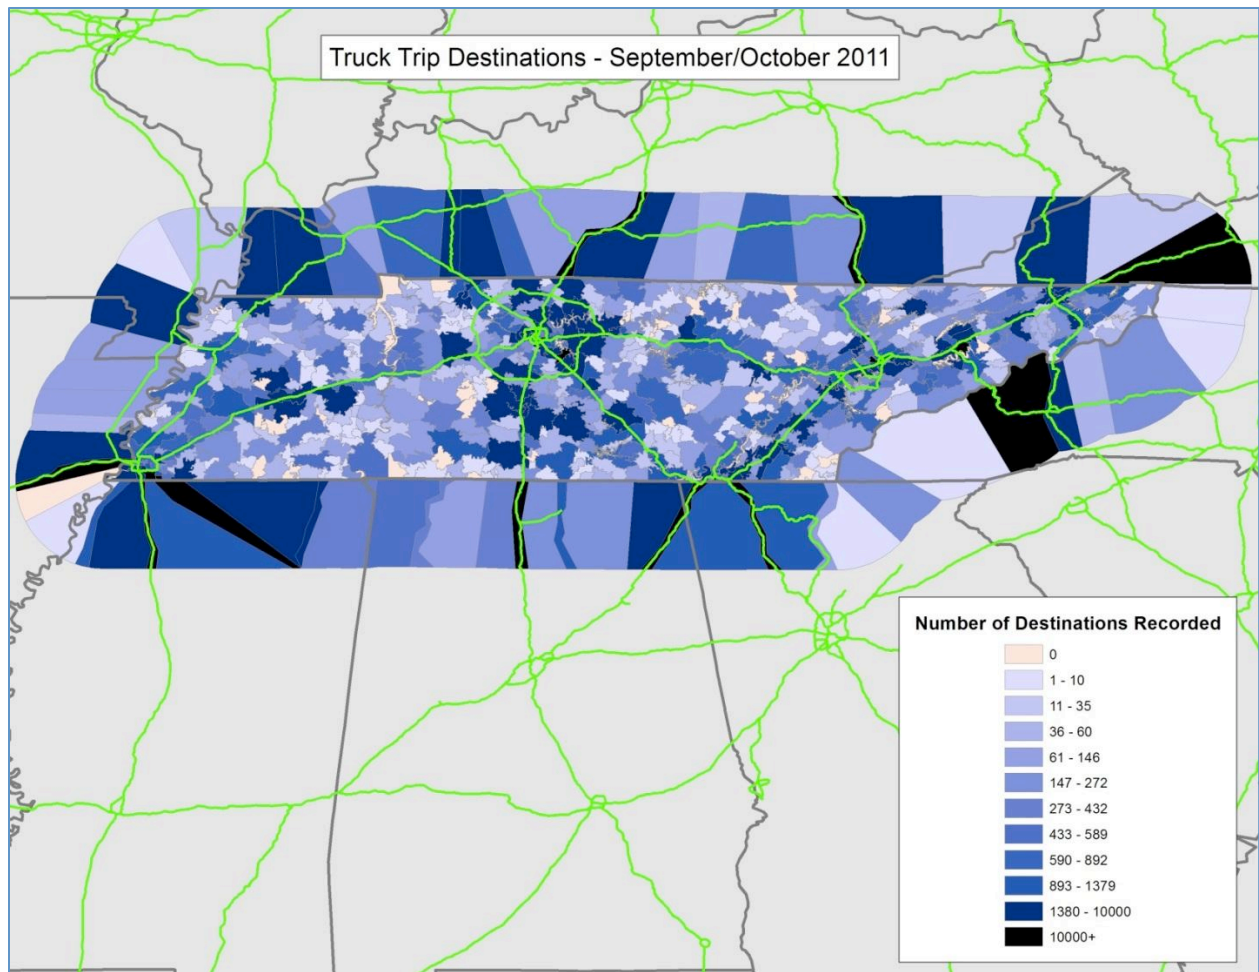 Truck Trip Destinations - September/October 2011
Number of Destinations Recorded
0
1 - 10
11 - 35
36 - 60
61 - 146
147 - 272
273 - 432
433 - 589
590 - 892
893 - 1379
1380 - 10000
10000+